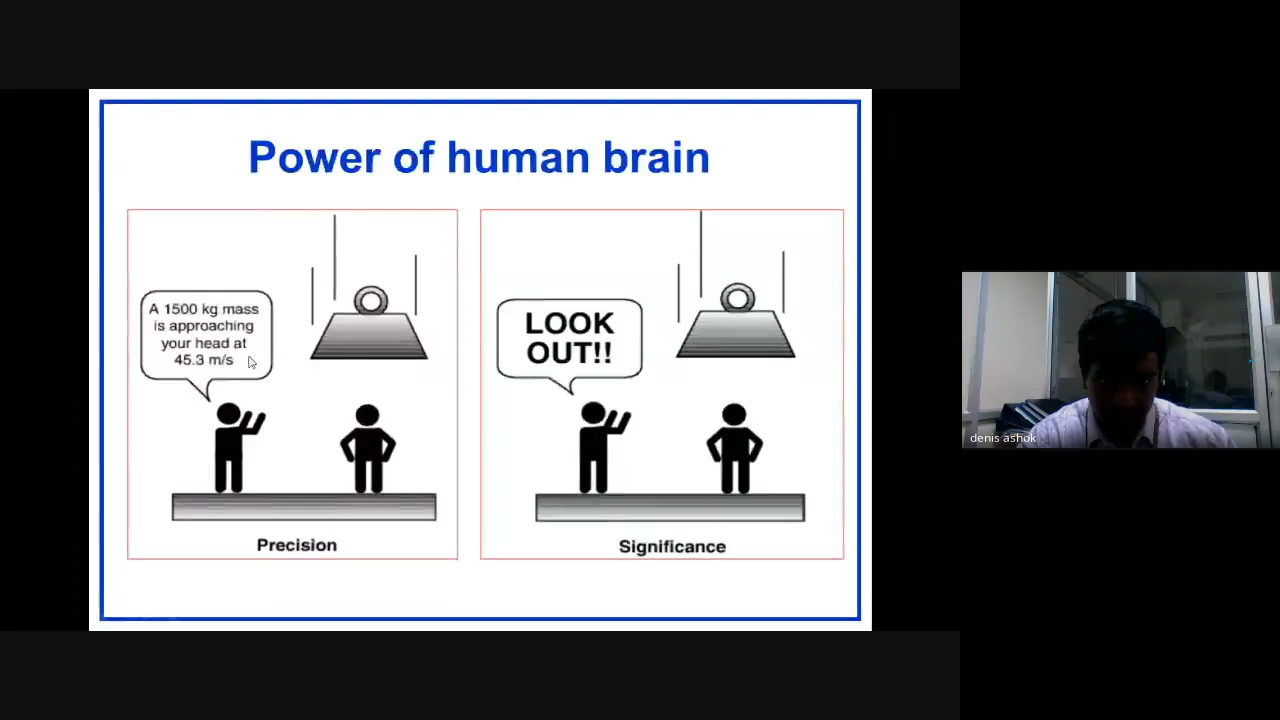 Power of human brain
A 1500 kg mass
is approaching
your head at
45.3 m/s
LOOK
OUT!!
Precision
Significance
denis ashok